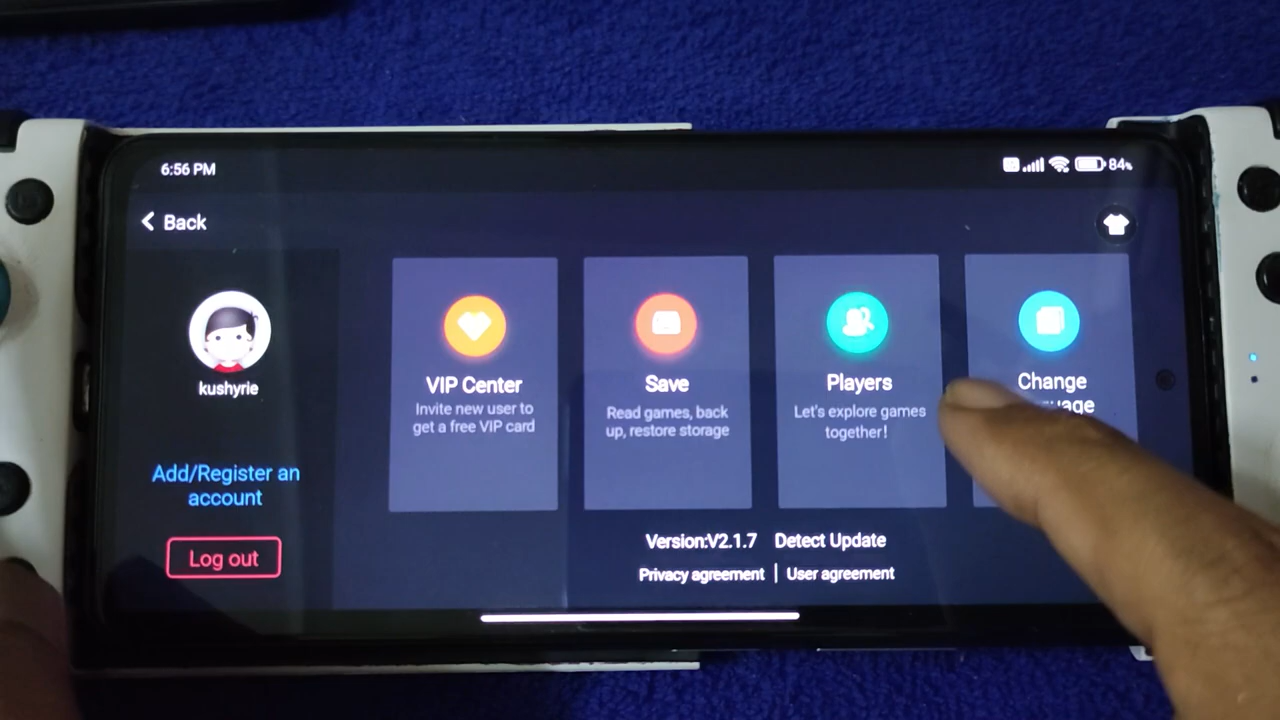 6:56 PM
84%
Back
kushyrie
Add/Register an
account
Log out
VIP Center
Invite new user to
get a free VIP card
Save
Read games, back
up, restore storage
Players
Let's explore games
together!
Change
uage
Version:V2.1.7 Detect Update
Privacy agreement | User agreement